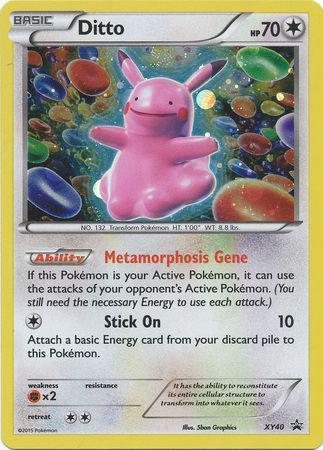 BASIC
Ditto
HP 70
NO. 132 Transform Pokémon HT: 1'00" WT: 8.8 lbs.
Ability Metamorphosis Gene
If this Pokémon is your Active Pokémon, it can use
the attacks of your opponent's Active Pokémon. (You
still need the necessary Energy to use each attack.)
Stick On 10
Attach a basic Energy card from your discard pile to
this Pokémon.
weakness resistance
×2
retreat
It has the ability to reconstitute
its entire cellular structure to
transform into whatever it sees.
©2015 Pokémon
Illus. 5ban Graphics
XY40